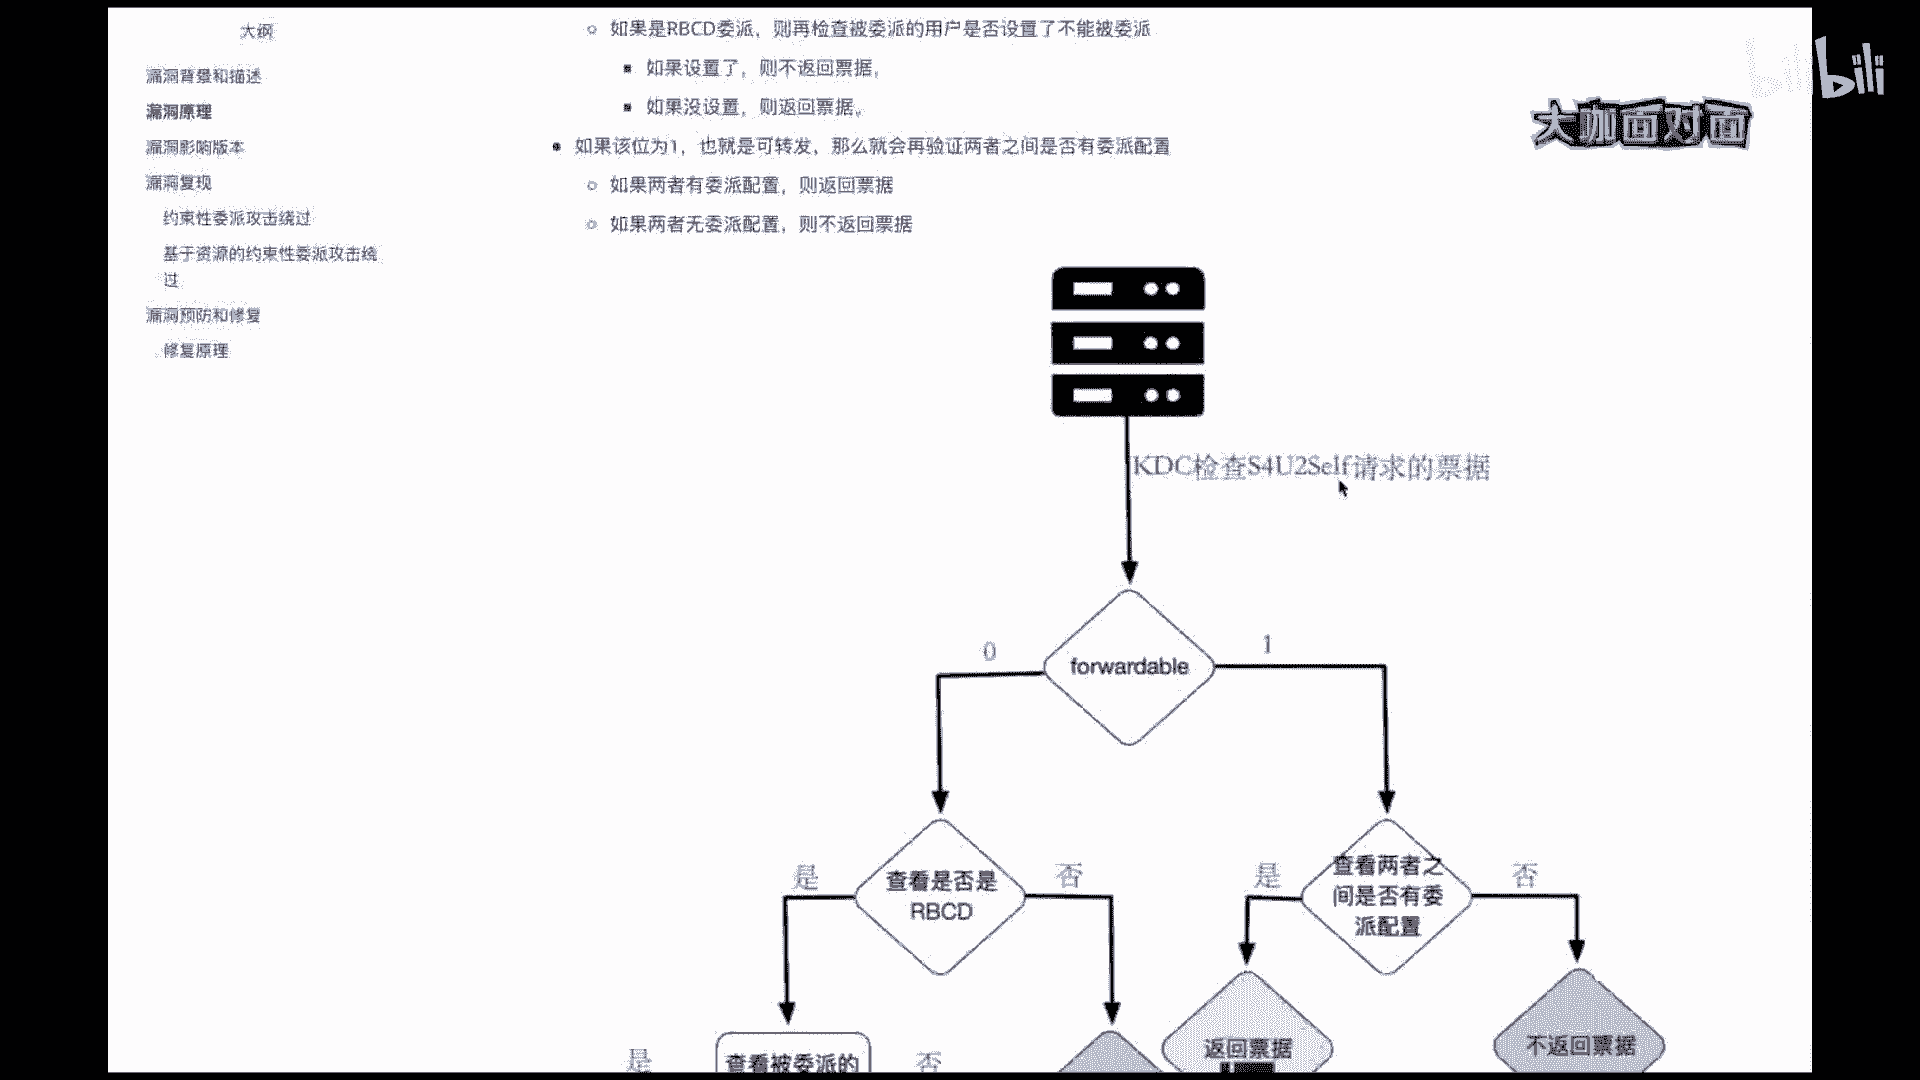 大纲
漏洞背景和描述
漏洞原理
漏洞影响版本
漏洞复现
约束性委派攻击绕过
基于资源的约束性委派攻击绕
过
漏洞预防和修复
修复原理
如果是RBCD委派，则再检查被委派的用户是否设置了不能被委派
如果设置了，则不返回票据。
如果没设置，则返回票据。
如果该位为1，也就是可转发，那么就会再验证两者之间是否有委派配置
如果两者有委派配置，则返回票据
如果两者无委派配置，则不返回票据
bilibili
大咖面对面
KDC检查S4U2Self请求的票据
0
forwardable
1
是
查看是否是
RBCD
否
是
查看两者之
间是否有委
派配置
否
是
查看被委派的
否
返回票据
不返回票据